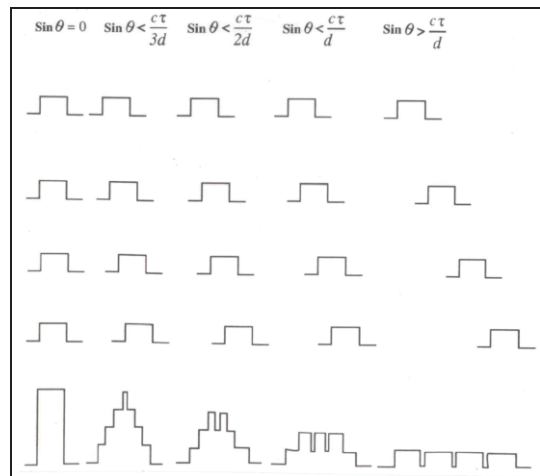 Sin θ = 0 Sin θ < cτ/3d Sin θ < cτ/2d Sin θ < cτ/d Sin θ > cτ/d